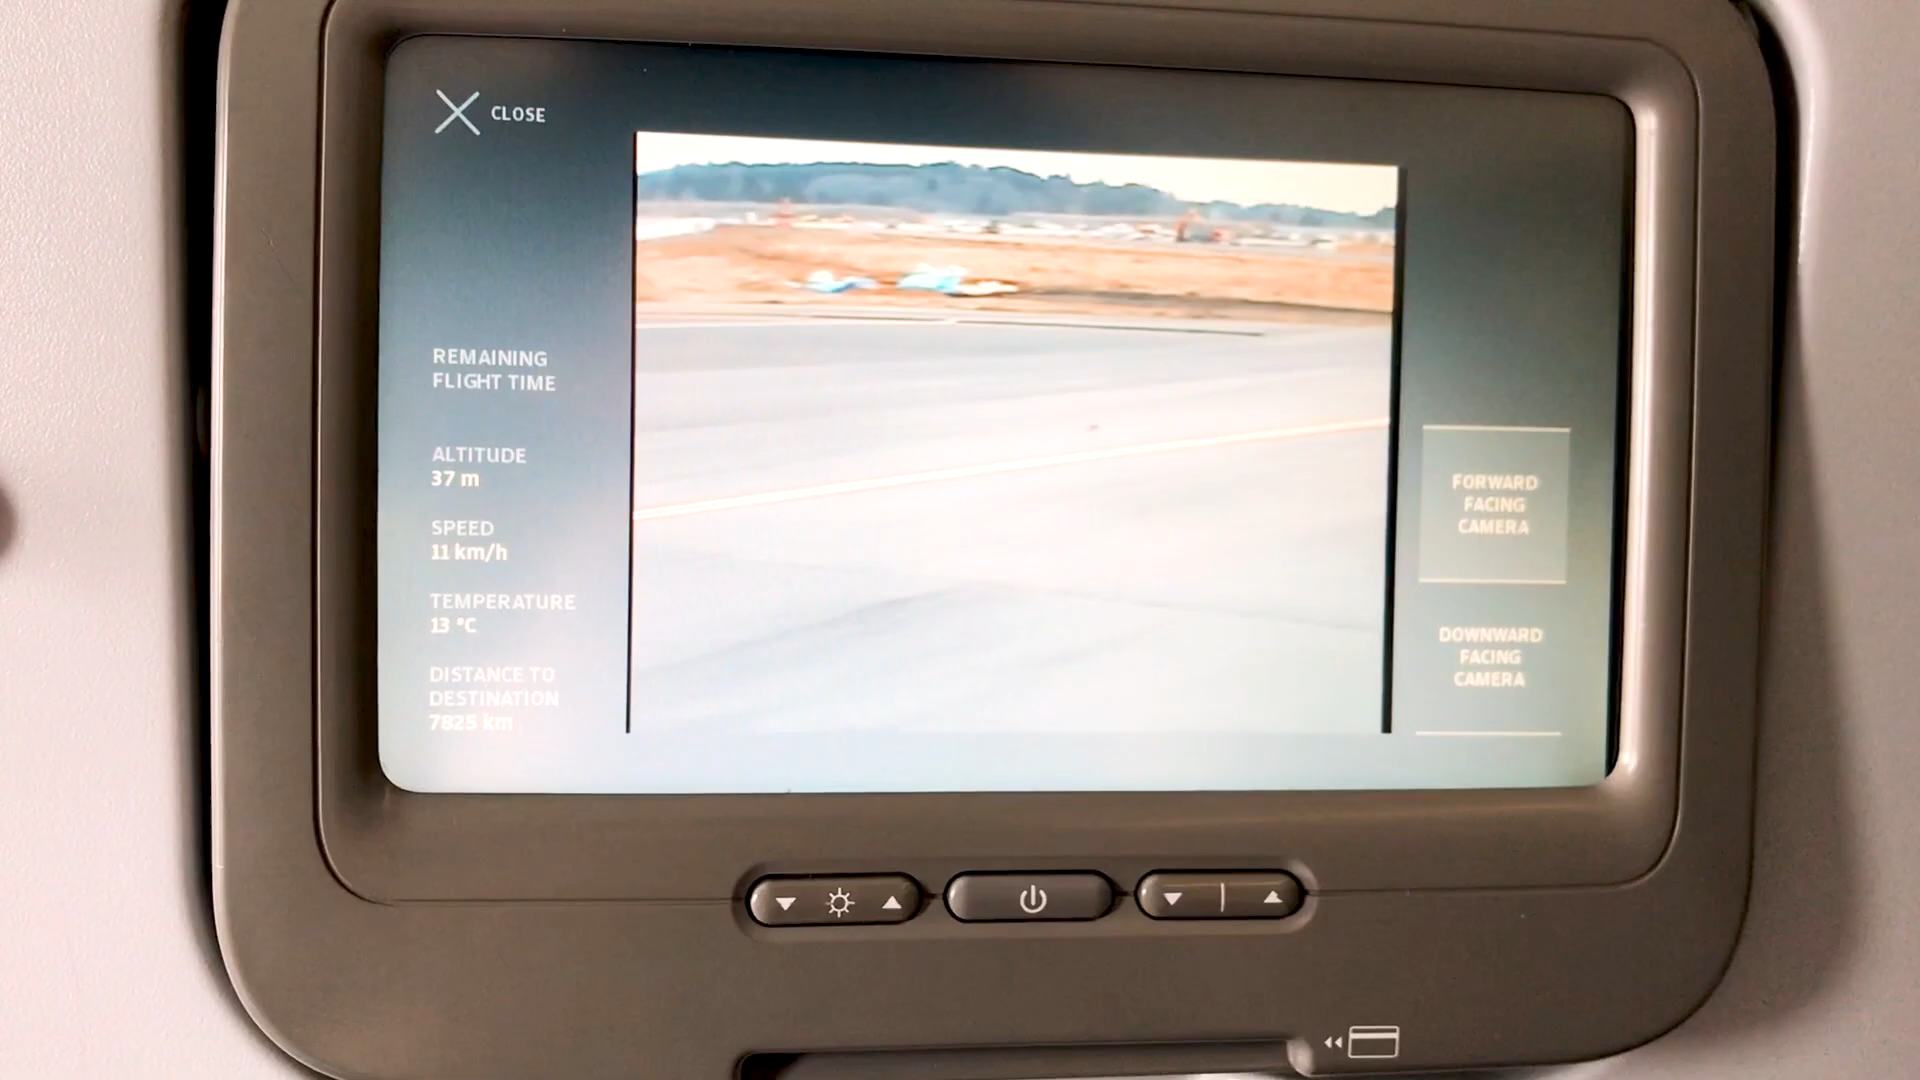 CLOSE
REMAINING
FLIGHT TIME
ALTITUDE
37 m
SPEED
11 km/h
TEMPERATURE
13 °C
DISTANCE TO
DESTINATION
7825 km
FORWARD
FACING
CAMERA
DOWNWARD
FACING
CAMERA